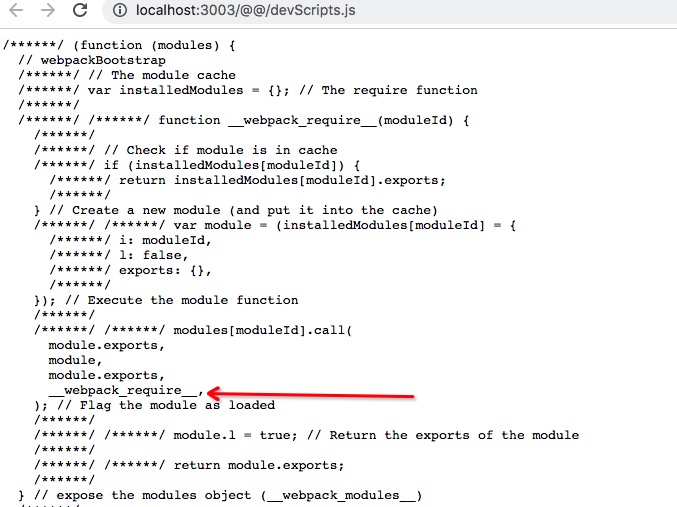 localhost:3003/@@/devScripts.js
/******/ (function (modules) {
  // webpackBootstrap
  /******/ // The module cache
  /******/ var installedModules = {}; // The require function
  /******/
  /******/ /******/ function __webpack_require__(moduleId) {
    /******/
    /******/ // Check if module is in cache
    /******/ if (installedModules[moduleId]) {
      /******/ return installedModules[moduleId].exports;
      /******/
    } // Create a new module (and put it into the cache)
    /******/ /******/ var module = (installedModules[moduleId] = {
      /******/ i: moduleId,
      /******/ l: false,
      /******/ exports: {},
      /******/
    }); // Execute the module function
    /******/
    /******/ /******/ modules[moduleId].call(
      module.exports,
      module,
      module.exports,
      __webpack_require__,
    ); // Flag the module as loaded
    /******/
    /******/ /******/ module.l = true; // Return the exports of the module
    /******/
    /******/ /******/ return module.exports;
    /******/
  } // expose the modules object (__webpack_modules__)